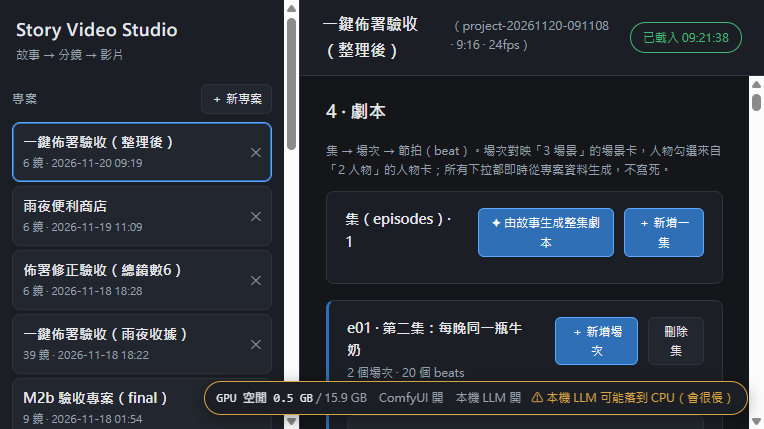 Story Video Studio
故事 → 分鏡 → 影片
專案
+ 新專案
一鍵佈署驗收（整理後）
6 鏡 · 2026-11-20 09:19
雨夜便利商店
6 鏡 · 2026-11-19 11:09
佈署修正驗收（總鏡數6）
6 鏡 · 2026-11-18 18:28
一鍵佈署驗收（雨夜收據）
39 鏡 · 2026-11-18 18:22
M2b 驗收專案（final）
9 鏡 · 2026-11-18 01:54
一鍵佈署驗收
（整理後）
（project-20261120-091108
· 9:16 · 24fps）
已載入 09:21:38
4 · 劇本
集 → 場次 → 節拍（beat）。場次對映「3 場景」的場景卡，人物勾選來自
「2 人物」的人物卡；所有下拉都即時從專案資料生成，不寫死。
集（episodes）·
1
✦ 由故事生成整集劇
本
+ 新增一
集
e01 · 第二集：每晚同一瓶牛
奶
2 個場次 · 20 個 beats
+ 新增場
次
刪除
集
GPU 空閒 0.5 GB / 15.9 GB ComfyUI 開 本機 LLM 開 ⚠ 本機 LLM 可能落到 CPU（會很慢）